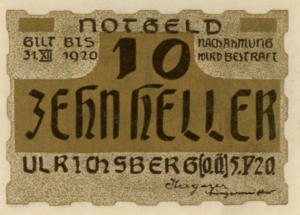 NOTGELD
GILT BIS 10 NACHAHMUNG
31.XII 1920 WIRD BESTRAFT
ZEHN HELLER
ULRICHSBERG (O.Ö) 5.V.20.